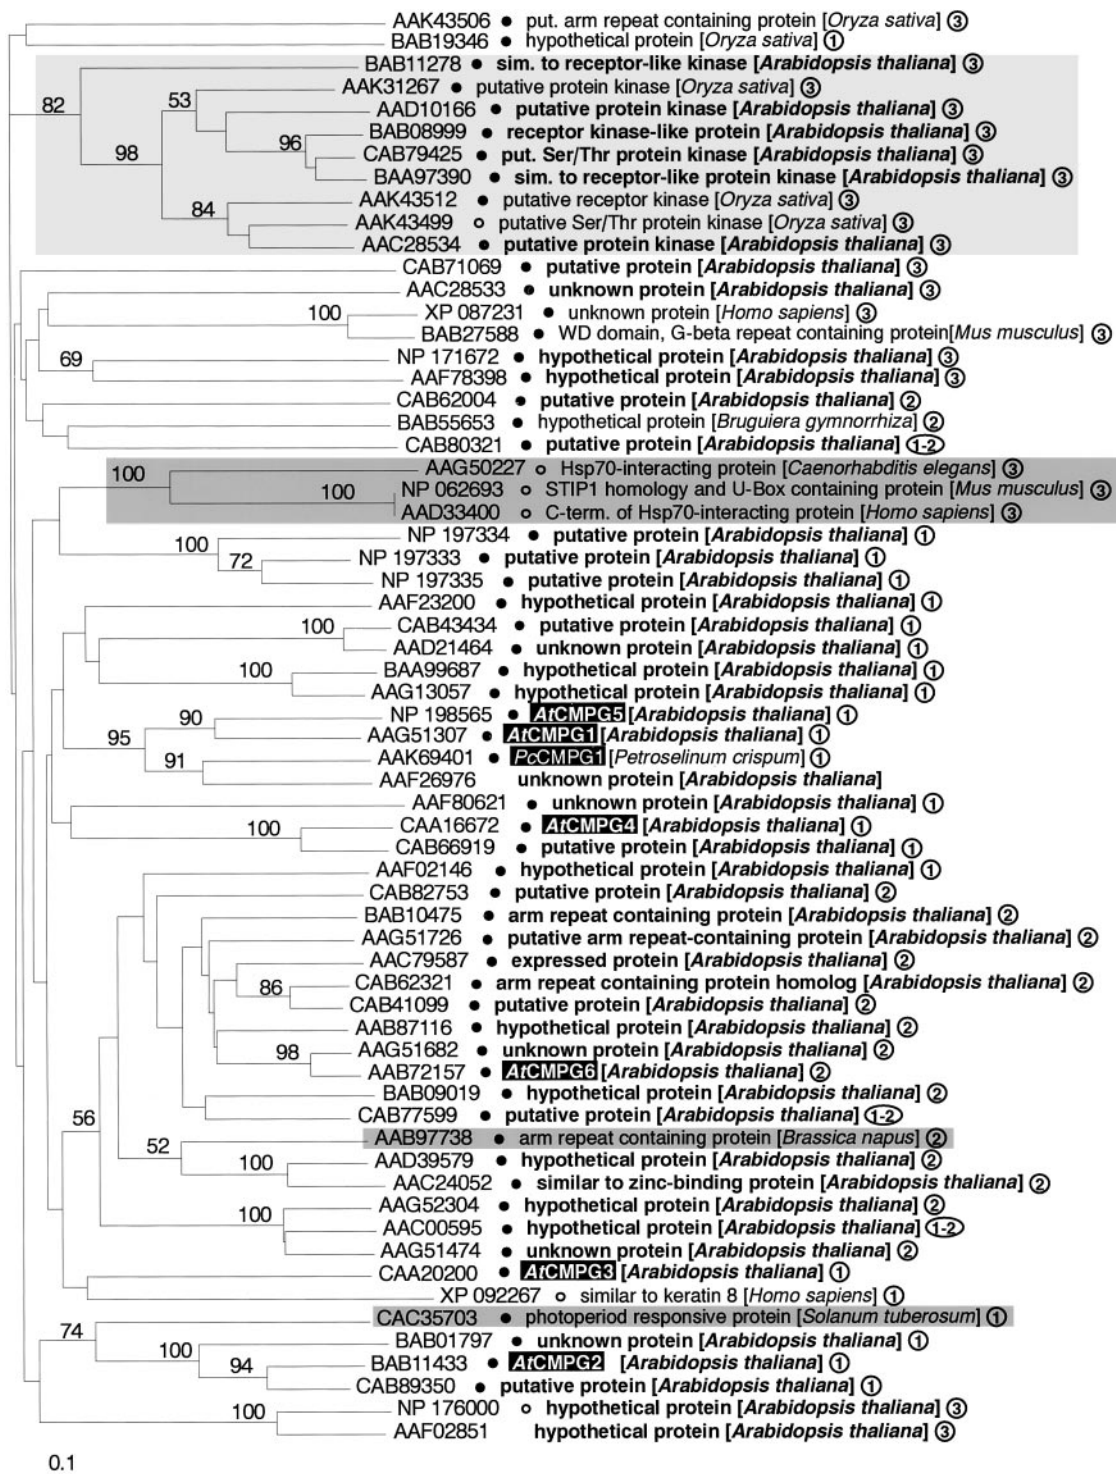 AAK43506 ● put. arm repeat containing protein [Oryza sativa] ③
BAB19346 ● hypothetical protein [Oryza sativa] ①
BAB11278 ● sim. to receptor-like kinase [Arabidopsis thaliana] ③
53 AAK31267 ● putative protein kinase [Oryza sativa] ③
82
AAD10166 ● putative protein kinase [Arabidopsis thaliana] ③
96 BAB08999 ● receptor kinase-like protein [Arabidopsis thaliana] ③
98 CAB79425 ● put. Ser/Thr protein kinase [Arabidopsis thaliana] ③
BAA97390 ● sim. to receptor-like protein kinase [Arabidopsis thaliana] ③
84 AAK43512 ● putative receptor kinase [Oryza sativa] ③
AAK43499 o putative Ser/Thr protein kinase [Oryza sativa] ③
AAC28534 ● putative protein kinase [Arabidopsis thaliana] ③
CAB71069 ● putative protein [Arabidopsis thaliana] ③
AAC28533 ● unknown protein [Arabidopsis thaliana] ③
100 XP 087231 ● unknown protein [Homo sapiens] ③
BAB27588 ● WD domain, G-beta repeat containing protein[Mus musculus] ③
69 NP 171672 ● hypothetical protein [Arabidopsis thaliana] ③
AAF78398 ● hypothetical protein [Arabidopsis thaliana] ③
CAB62004 ● putative protein [Arabidopsis thaliana] ②
BAB55653 ● hypothetical protein [Bruguiera gymnorrhiza] ②
CAB80321 ● putative protein [Arabidopsis thaliana] (1-2)
100 AAG50227 o Hsp70-interacting protein [Caenorhabditis elegans] ③
100 NP 062693 o STIP1 homology and U-Box containing protein [Mus musculus] ③
AAD33400 o C-term. of Hsp70-interacting protein [Homo sapiens] ③
100 NP 197334 ● putative protein [Arabidopsis thaliana] ①
72 NP 197333 ● putative protein [Arabidopsis thaliana] ①
NP 197335 ● putative protein [Arabidopsis thaliana] ①
AAF23200 ● hypothetical protein [Arabidopsis thaliana] ①
100 CAB43434 ● putative protein [Arabidopsis thaliana] ①
AAD21464 ● unknown protein [Arabidopsis thaliana] ①
100 BAA99687 ● hypothetical protein [Arabidopsis thaliana] ①
AAG13057 ● hypothetical protein [Arabidopsis thaliana] ①
90 NP 198565 ● AtCMPG5 [Arabidopsis thaliana] ①
95 AAG51307 ● AtCMPG1 [Arabidopsis thaliana] ①
91 AAK69401 ● PcCMPG1 [Petroselinum crispum] ①
AAF26976 unknown protein [Arabidopsis thaliana]
AAF80621 ● unknown protein [Arabidopsis thaliana] ①
100 CAA16672 ● AtCMPG4 [Arabidopsis thaliana] ①
CAB66919 ● putative protein [Arabidopsis thaliana] ①
AAF02146 ● hypothetical protein [Arabidopsis thaliana] ①
CAB82753 ● putative protein [Arabidopsis thaliana] ②
BAB10475 ● arm repeat containing protein [Arabidopsis thaliana] ②
AAG51726 ● putative arm repeat-containing protein [Arabidopsis thaliana] ②
AAC79587 ● expressed protein [Arabidopsis thaliana] ②
86 CAB62321 ● arm repeat containing protein homolog [Arabidopsis thaliana] ②
CAB41099 ● putative protein [Arabidopsis thaliana] ②
AAB87116 ● hypothetical protein [Arabidopsis thaliana] ②
98 AAG51682 ● unknown protein [Arabidopsis thaliana] ②
AAB72157 ● AtCMPG6 [Arabidopsis thaliana] ②
BAB09019 ● hypothetical protein [Arabidopsis thaliana] ②
56 CAB77599 ● putative protein [Arabidopsis thaliana] (1-2)
52 AAB97738 ● arm repeat containing protein [Brassica napus] ②
100 AAD39579 ● hypothetical protein [Arabidopsis thaliana] ②
AAC24052 ● similar to zinc-binding protein [Arabidopsis thaliana] ②
100 AAG52304 ● hypothetical protein [Arabidopsis thaliana] ②
AAC00595 ● hypothetical protein [Arabidopsis thaliana] (1-2)
AAG51474 ● unknown protein [Arabidopsis thaliana] ②
CAA20200 ● AtCMPG3 [Arabidopsis thaliana] ①
XP 092267 o similar to keratin 8 [Homo sapiens] ①
74 CAC35703 ● photoperiod responsive protein [Solanum tuberosum] ①
100 BAB01797 ● unknown protein [Arabidopsis thaliana] ①
94 BAB11433 ● AtCMPG2 [Arabidopsis thaliana] ①
CAB89350 ● putative protein [Arabidopsis thaliana] ①
100 NP 176000 o hypothetical protein [Arabidopsis thaliana] ③
AAF02851 hypothetical protein [Arabidopsis thaliana] ③
0.1